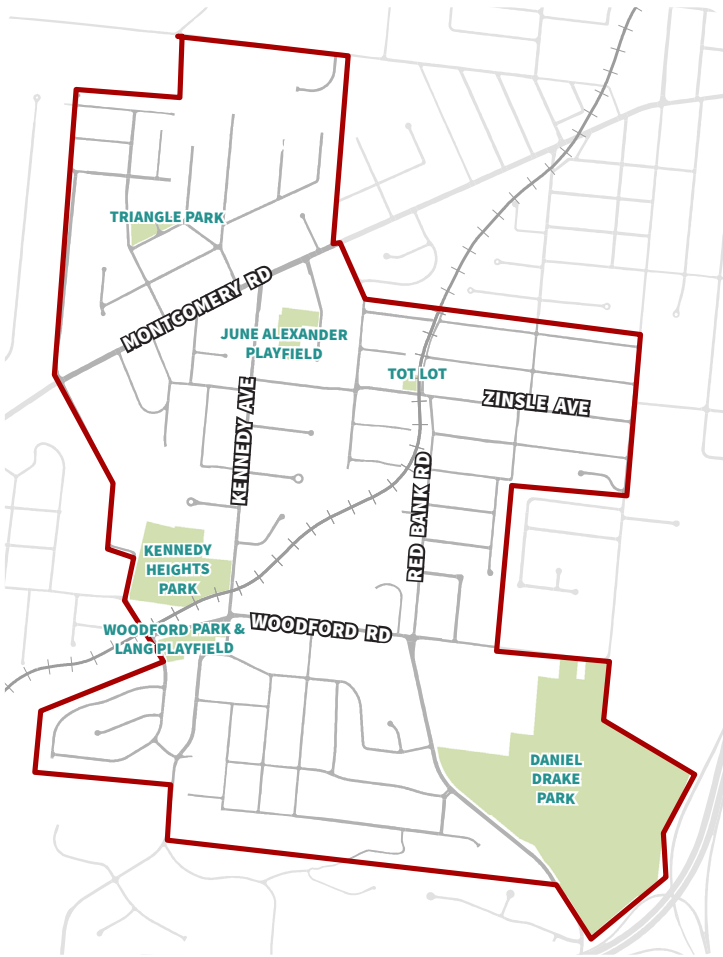 TRIANGLE PARK
MONTGOMERY RD
JUNE ALEXANDER
PLAYFIELD
TOT LOT
ZINSLE AVE
KENNEDY AVE
RED BANK RD
KENNEDY
HEIGHTS
PARK
WOODFORD PARK &
LANG PLAYFIELD
WOODFORD RD
DANIEL
DRAKE
PARK